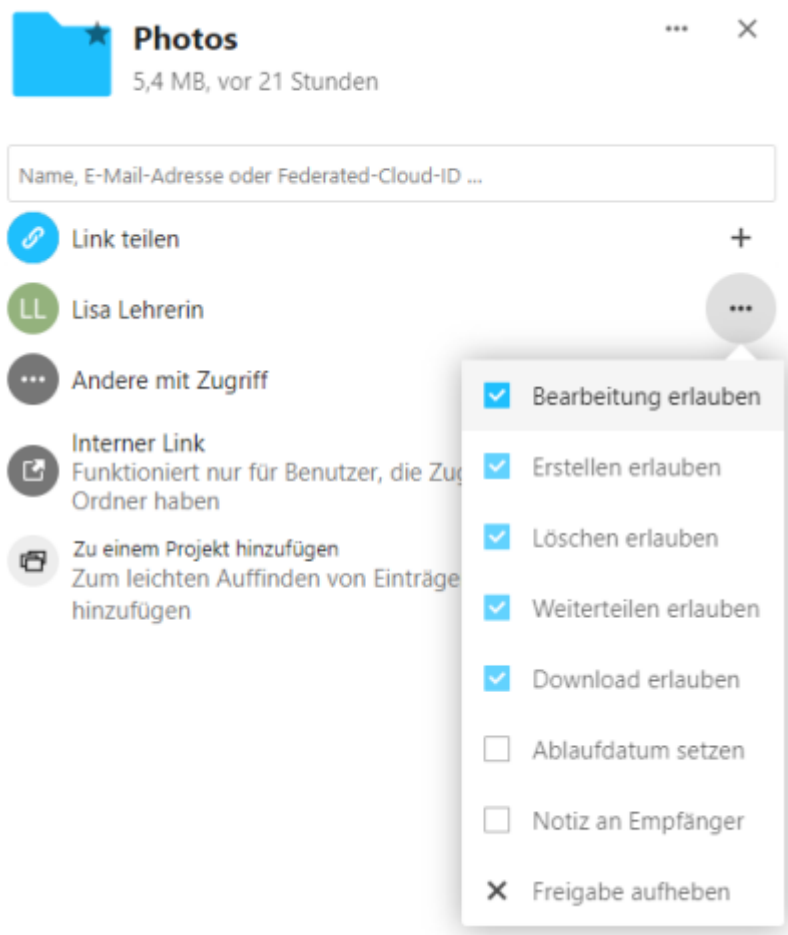 Photos
5,4 MB, vor 21 Stunden
Name, E-Mail-Adresse oder Federated-Cloud-ID ...
Link teilen
LL Lisa Lehrerin
Andere mit Zugriff
Interner Link
Funktioniert nur für Benutzer, die
Ordner haben
Zu einem Projekt hinzufügen
Zum leichten Auffinden von
hinzufügen
Bearbeitung erlauben
Erstellen erlauben
Löschen erlauben
Weiterteilen erlauben
Download erlauben
Ablaufdatum setzen
Notiz an Empfänger
Freigabe aufheben